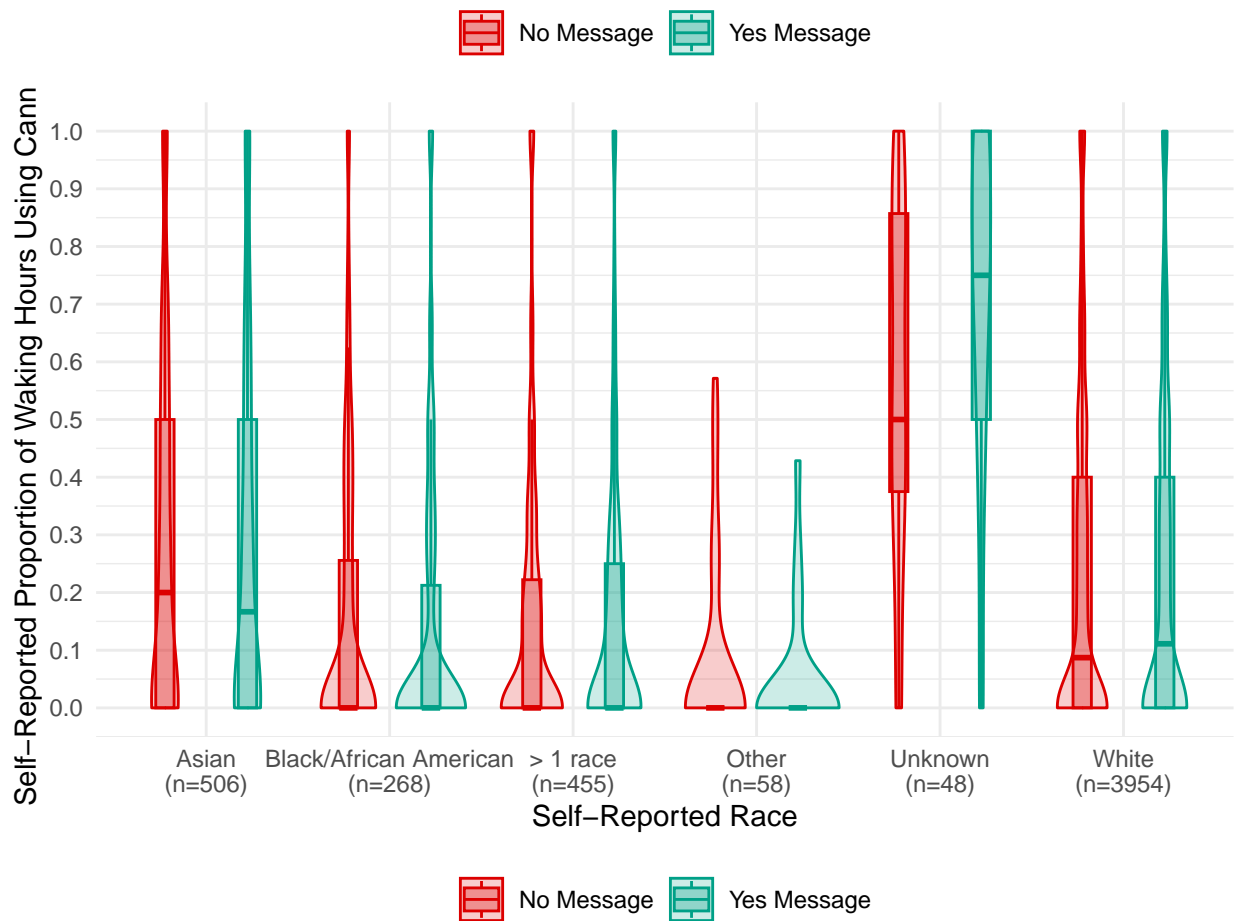 No Message Yes Message
Self−Reported Proportion of Waking Hours Using Cann
1.0
0.9
0.8
0.7
0.6
0.5
0.4
0.3
0.2
0.1
0.0
Asian Black/African American > 1 race Other Unknown White
(n=506) (n=268) (n=455) (n=58) (n=48) (n=3954)
Self−Reported Race
No Message Yes Message